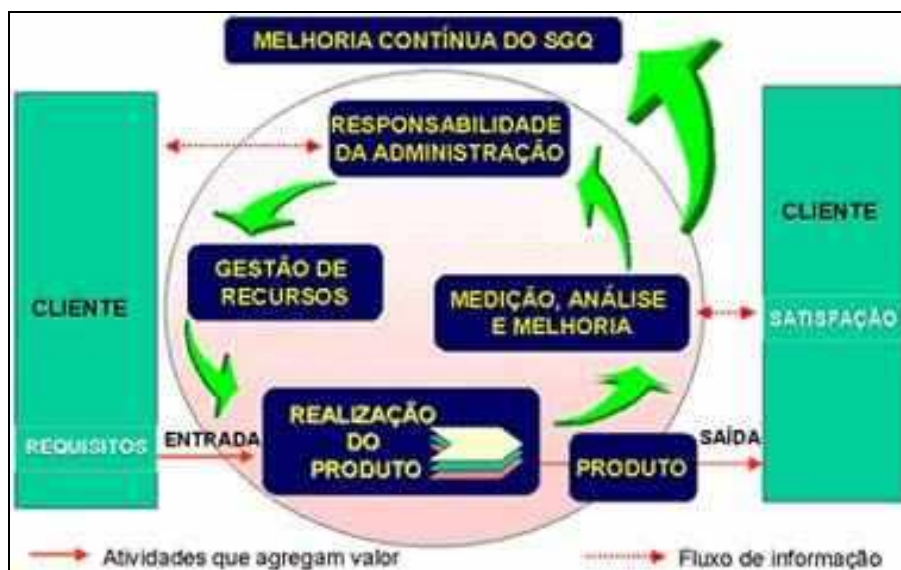 MELHORIA CONTÍNUA DO SGQ
RESPONSABILIDADE
DA ADMINISTRAÇÃO
CLIENTE
GESTÃO DE
RECURSOS
MEDIÇÃO, ANÁLISE
E MELHORIA
CLIENTE
SATISFAÇÃO
REQUISITOS
ENTRADA
REALIZAÇÃO
DO
PRODUTO
PRODUTO
SAÍDA
Atividades que agregam valor
Fluxo de informação